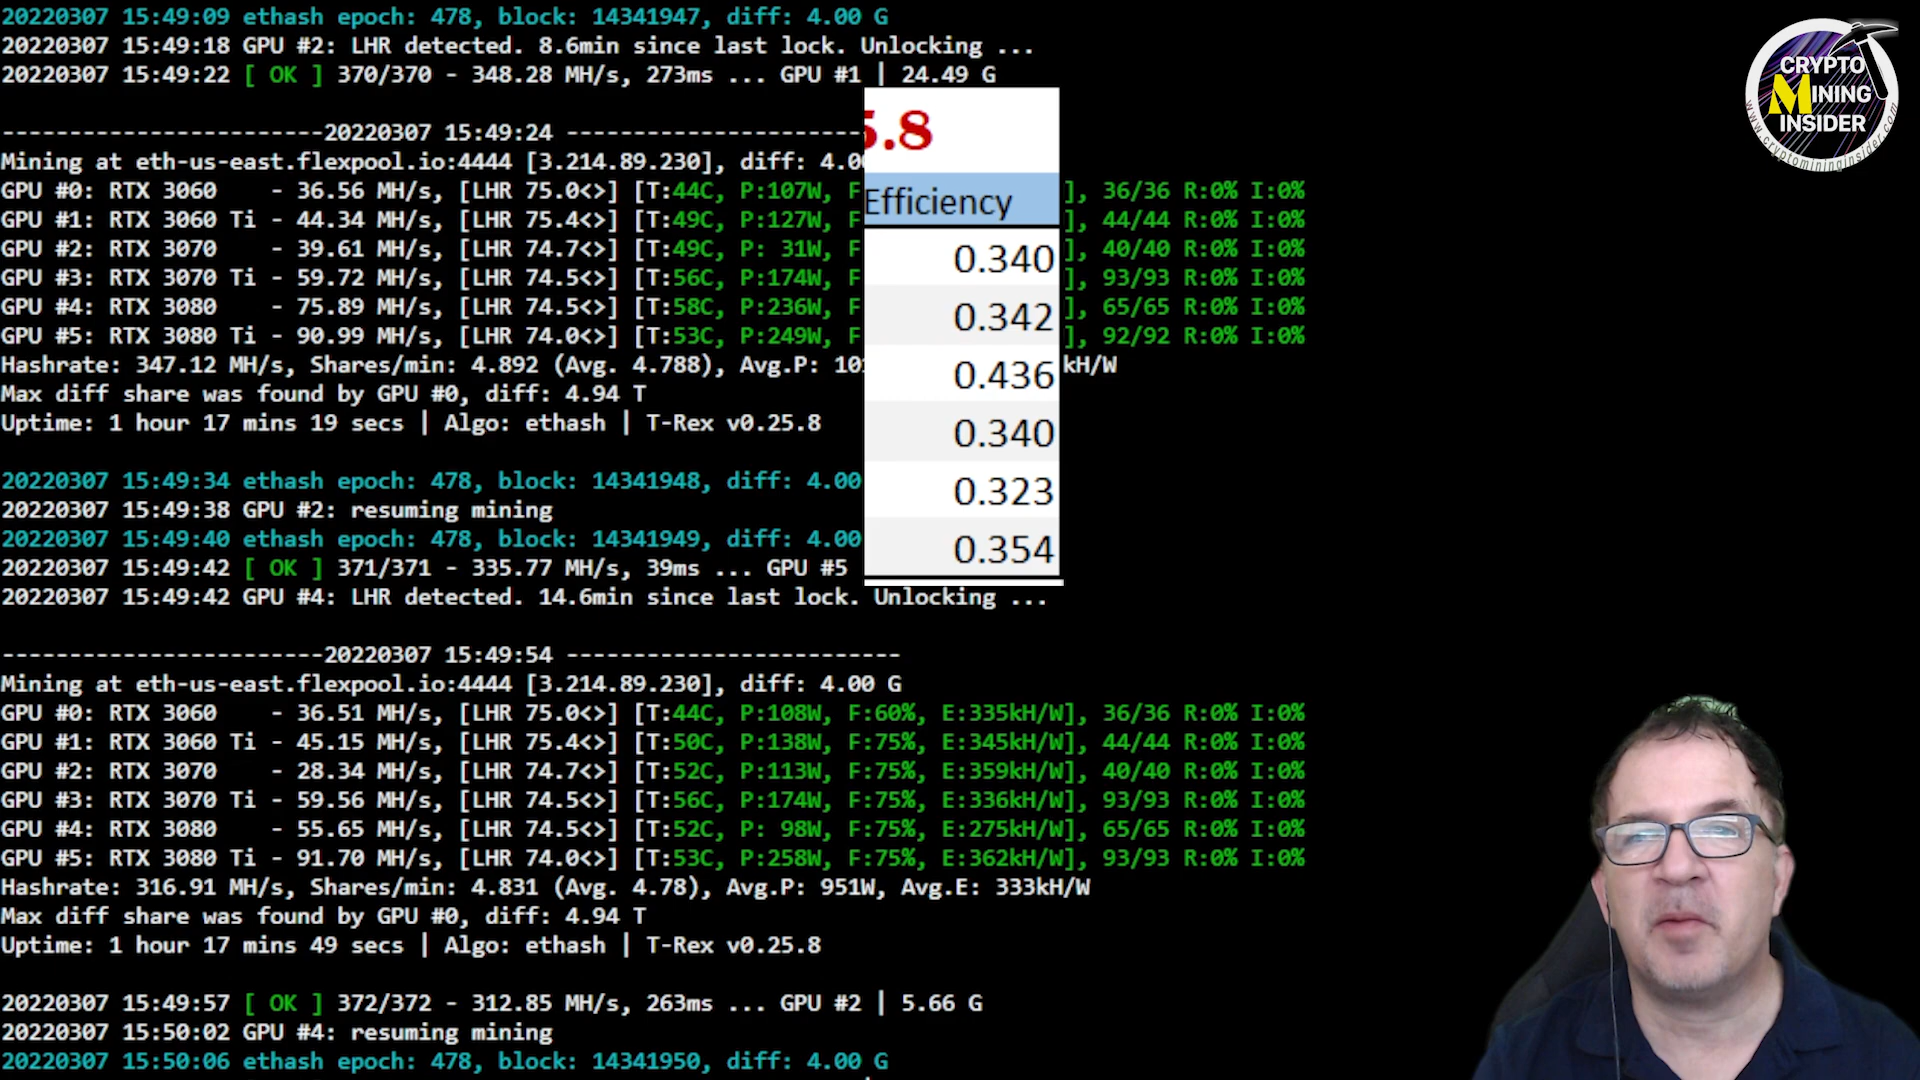 20220307 15:49:09 ethash epoch: 478, block: 14341947, diff: 4.00 G
20220307 15:49:18 GPU #2: LHR detected. 8.6min since last lock. Unlocking ...
20220307 15:49:22 [ OK ] 370/370 - 348.28 MH/s, 273ms ... GPU #1 | 24.49 G
------------------------20220307 15:49:24 ----------------------
Mining at eth-us-east.flexpool.io:4444 [3.214.89.230], diff: 4.0
GPU #0: RTX 3060 - 36.56 MH/s, [LHR 75.0<>] [T:44C, P:107W, F ], 36/36 R:0% I:0%
GPU #1: RTX 3060 Ti - 44.34 MH/s, [LHR 75.4<>] [T:49C, P:127W, F ], 44/44 R:0% I:0%
GPU #2: RTX 3070 - 39.61 MH/s, [LHR 74.7<>] [T:49C, P: 31W, F ], 40/40 R:0% I:0%
GPU #3: RTX 3070 Ti - 59.72 MH/s, [LHR 74.5<>] [T:56C, P:174W, F ], 93/93 R:0% I:0%
GPU #4: RTX 3080 - 75.89 MH/s, [LHR 74.5<>] [T:58C, P:236W, F ], 65/65 R:0% I:0%
GPU #5: RTX 3080 Ti - 90.99 MH/s, [LHR 74.0<>] [T:53C, P:249W, F ], 92/92 R:0% I:0%
Hashrate: 347.12 MH/s, Shares/min: 4.892 (Avg. 4.788), Avg.P: 10 kH/W
Max diff share was found by GPU #0, diff: 4.94 T
Uptime: 1 hour 17 mins 19 secs | Algo: ethash | T-Rex v0.25.8
20220307 15:49:34 ethash epoch: 478, block: 14341948, diff: 4.00
20220307 15:49:38 GPU #2: resuming mining
20220307 15:49:40 ethash epoch: 478, block: 14341949, diff: 4.00
20220307 15:49:42 [ OK ] 371/371 - 335.77 MH/s, 39ms ... GPU #5
20220307 15:49:42 GPU #4: LHR detected. 14.6min since last lock. Unlocking ...
------------------------20220307 15:49:54 -------------------------
Mining at eth-us-east.flexpool.io:4444 [3.214.89.230], diff: 4.00 G
GPU #0: RTX 3060 - 36.51 MH/s, [LHR 75.0<>] [T:44C, P:108W, F:60%, E:335kH/W], 36/36 R:0% I:0%
GPU #1: RTX 3060 Ti - 45.15 MH/s, [LHR 75.4<>] [T:50C, P:138W, F:75%, E:345kH/W], 44/44 R:0% I:0%
GPU #2: RTX 3070 - 28.34 MH/s, [LHR 74.7<>] [T:52C, P:113W, F:75%, E:359kH/W], 40/40 R:0% I:0%
GPU #3: RTX 3070 Ti - 59.56 MH/s, [LHR 74.5<>] [T:56C, P:174W, F:75%, E:336kH/W], 93/93 R:0% I:0%
GPU #4: RTX 3080 - 55.65 MH/s, [LHR 74.5<>] [T:52C, P: 98W, F:75%, E:275kH/W], 65/65 R:0% I:0%
GPU #5: RTX 3080 Ti - 91.70 MH/s, [LHR 74.0<>] [T:53C, P:258W, F:75%, E:362kH/W], 93/93 R:0% I:0%
Hashrate: 316.91 MH/s, Shares/min: 4.831 (Avg. 4.78), Avg.P: 951W, Avg.E: 333kH/W
Max diff share was found by GPU #0, diff: 4.94 T
Uptime: 1 hour 17 mins 49 secs | Algo: ethash | T-Rex v0.25.8
20220307 15:49:57 [ OK ] 372/372 - 312.85 MH/s, 263ms ... GPU #2 | 5.66 G
20220307 15:50:02 GPU #4: resuming mining
20220307 15:50:06 ethash epoch: 478, block: 14341950, diff: 4.00 G
5.8
Efficiency
0.340
0.342
0.436
0.340
0.323
0.354
CRYPTO
MINING
INSIDER
www.cryptomininginsider.com